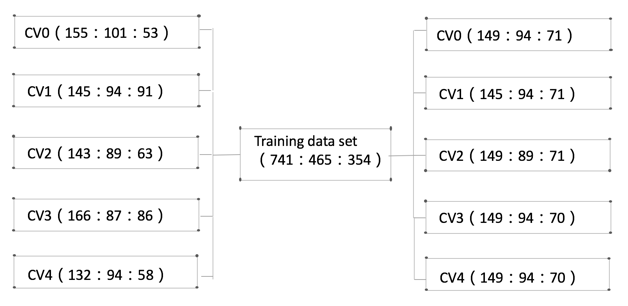 CV0 ( 155 : 101 : 53 )
CV1 ( 145 : 94 : 91 )
CV2 ( 143 : 89 : 63 )
CV3 ( 166 : 87 : 86 )
CV4 ( 132 : 94 : 58 )
Training data set
( 741 : 465 : 354 )
CV0 ( 149 : 94 : 71 )
CV1 ( 145 : 94 : 71 )
CV2 ( 149 : 89 : 71 )
CV3 ( 149 : 94 : 70 )
CV4 ( 149 : 94 : 70 )